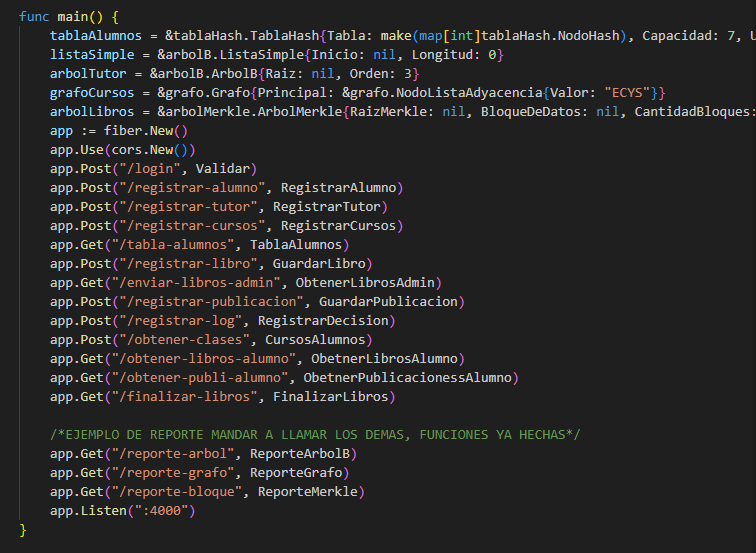 func main() {
tablaAlumnos = &tablaHash.TablaHash{Tabla: make(map[int]tablaHash.NodoHash), Capacidad: 7, U
listaSimple = &arbolB.ListaSimple{Inicio: nil, Longitud: 0}
arbolTutor = &arbolB.ArbolB{Raiz: nil, Orden: 3}
grafoCursos = &grafo.Grafo{Principal: &grafo.NodoListaAdyacencia{Valor: "ECYS"}}
arbolLibros = &arbolMerkle.ArbolMerkle{RaizMerkle: nil, BloqueDeDatos: nil, CantidadBloques:
app := fiber.New()
app.Use(cors.New())
app.Post("/login", Validar)
app.Post("/registrar-alumno", RegistrarAlumno)
app.Post("/registrar-tutor", RegistrarTutor)
app.Post("/registrar-cursos", RegistrarCursos)
app.Get("/tabla-alumnos", TablaAlumnos)
app.Post("/registrar-libro", GuardarLibro)
app.Get("/enviar-libros-admin", ObtenerLibrosAdmin)
app.Post("/registrar-publicacion", GuardarPublicacion)
app.Post("/registrar-log", RegistrarDecision)
app.Post("/obtener-clases", CursosAlumnos)
app.Get("/obtener-libros-alumno", ObetnerLibrosAlumno)
app.Get("/obtener-publi-alumno", ObetnerPublicacionessAlumno)
app.Get("/finalizar-libros", FinalizarLibros)
/*EJEMPLO DE REPORTE MANDAR A LLAMAR LOS DEMAS, FUNCIONES YA HECHAS*/
app.Get("/reporte-arbol", ReporteArbolB)
app.Get("/reporte-grafo", ReporteGrafo)
app.Get("/reporte-bloque", ReporteMerkle)
app.Listen(":4000")
}